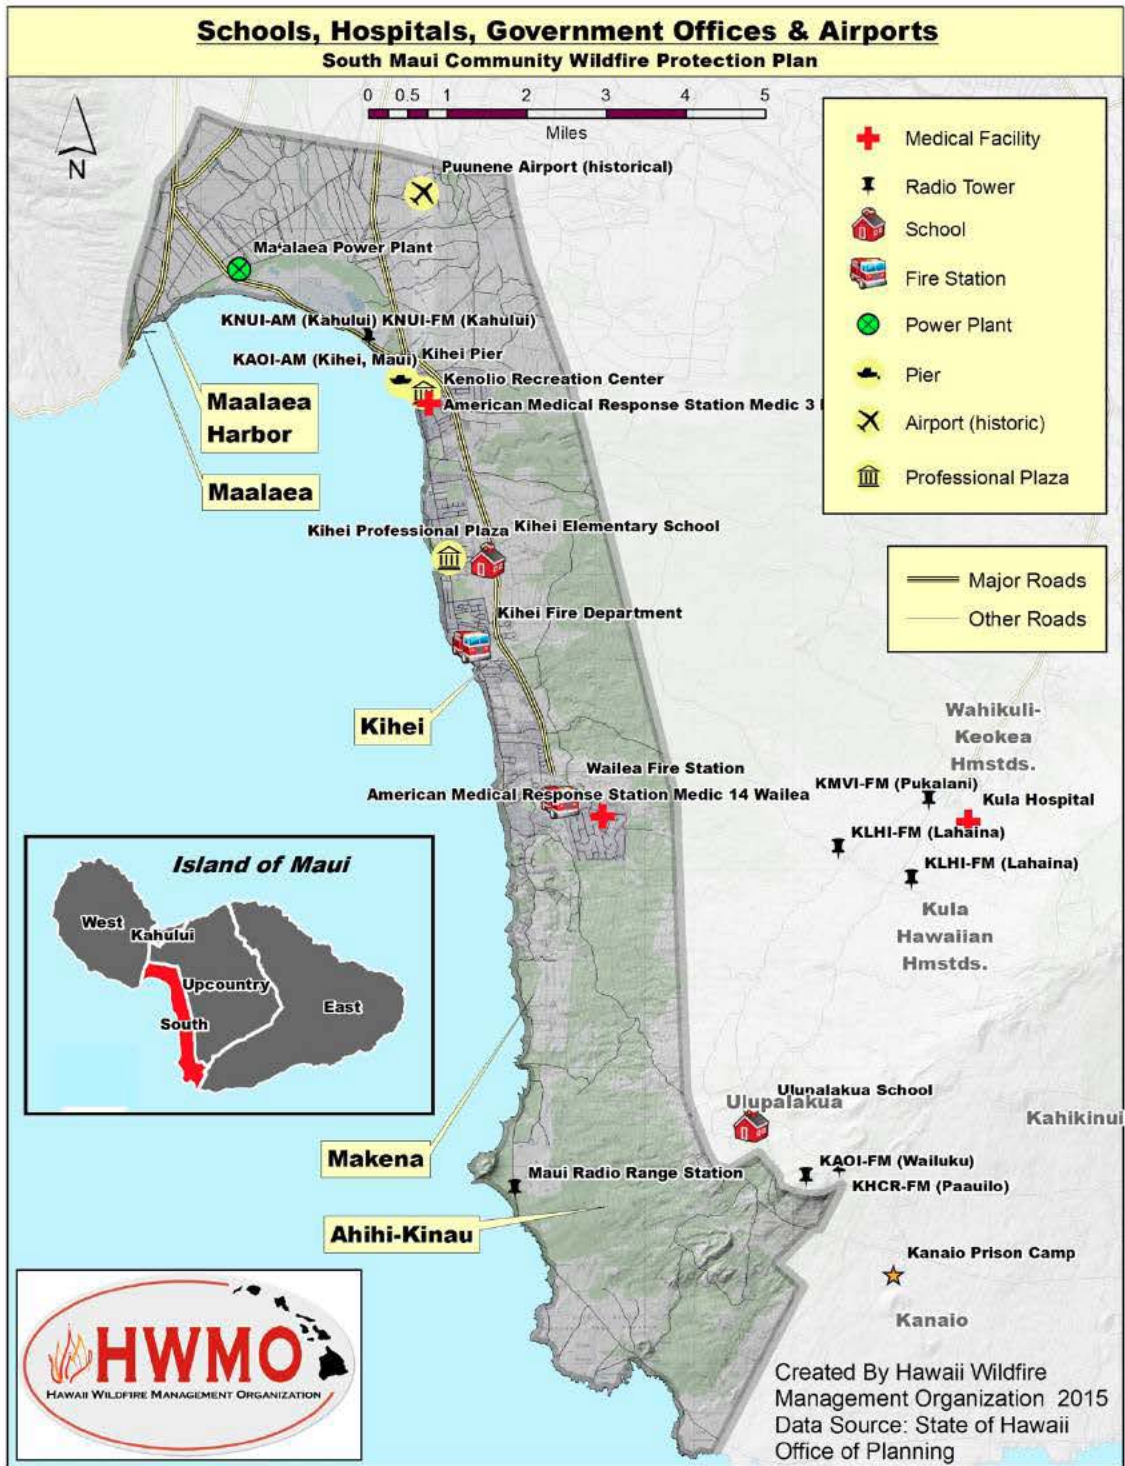 Schools, Hospitals, Government Offices & Airports
South Maui Community Wildfire Protection Plan
0 0.5 1 2 3 4 5
Miles
N
Medical Facility
Radio Tower
School
Fire Station
Power Plant
Pier
Airport (historic)
Professional Plaza
Major Roads
Other Roads
Puunene Airport (historical)
Ma'alaea Power Plant
KNUI-AM (Kahului) KNUI-FM (Kahului)
KAOI-AM (Kihei, Maui)
Kihei Pier
Kenolio Recreation Center
American Medical Response Station Medic 3
Maalaea
Harbor
Maalaea
Kihei Professional Plaza
Kihei Elementary School
Kihei Fire Department
Kihei
Wailea Fire Station
American Medical Response Station Medic 14 Wailea
Wahikuli-
Keokea
Hmstds.
KMVI-FM (Pukalani)
Kula Hospital
KLHI-FM (Lahaina)
KLHI-FM (Lahaina)
Kula
Hawaiian
Hmstds.
Island of Maui
West
Kahului
Upcountry
East
South
Ulupalakua School
Ulupalakua
Kahikinui
Makena
Maui Radio Range Station
KAOI-FM (Wailuku)
KHCR-FM (Paauilo)
Ahihi-Kinau
Kanaio Prison Camp
Kanaio
HWMO
HAWAII WILDFIRE MANAGEMENT ORGANIZATION
Created By Hawaii Wildfire
Management Organization 2015
Data Source: State of Hawaii
Office of Planning